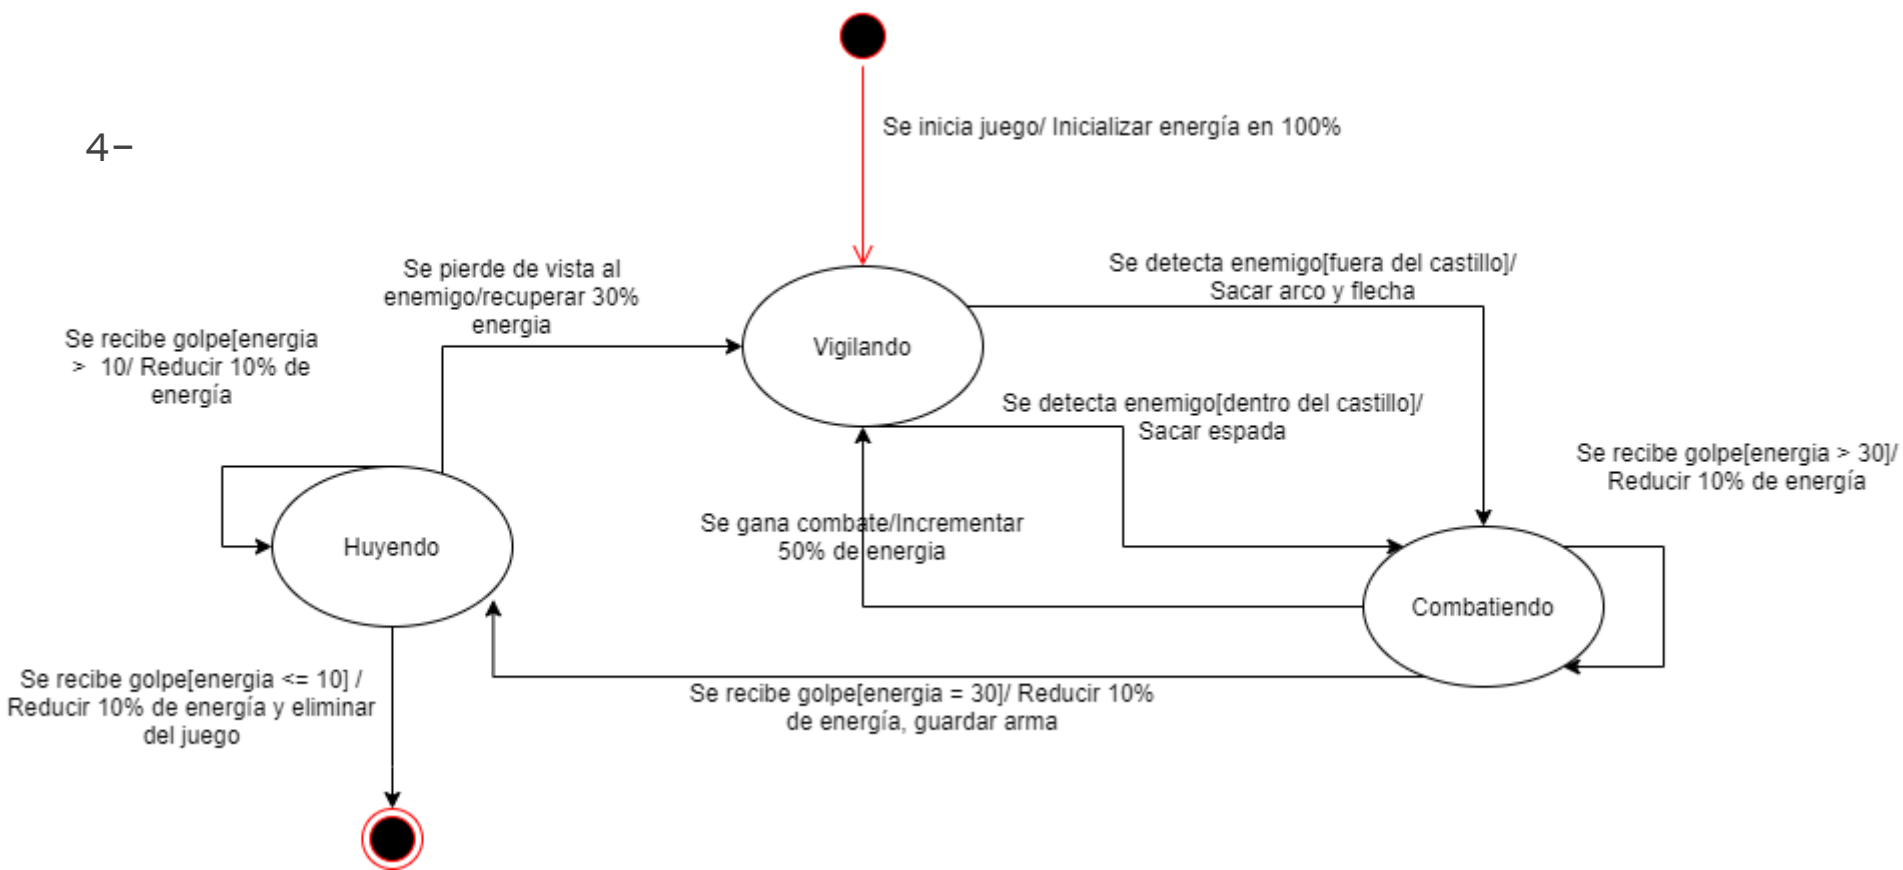 Se inicia juego/ Inicializar energía en 100%
4-
Se pierde de vista al
enemigo/recuperar 30%
energia
Se detecta enemigo[fuera del castillo]/
Sacar arco y flecha
Se recibe golpe[energia
>  10/ Reducir 10% de
energía
Vigilando
Se detecta enemigo[dentro del castillo]/
Sacar espada
Se recibe golpe[energia > 30]/
Reducir 10% de energía
Se gana combate/Incrementar
50% de energia
Huyendo
Combatiendo
Se recibe golpe[energia <= 10] /
Reducir 10% de energía y eliminar
del juego
Se recibe golpe[energia = 30]/ Reducir 10%
de energía, guardar arma